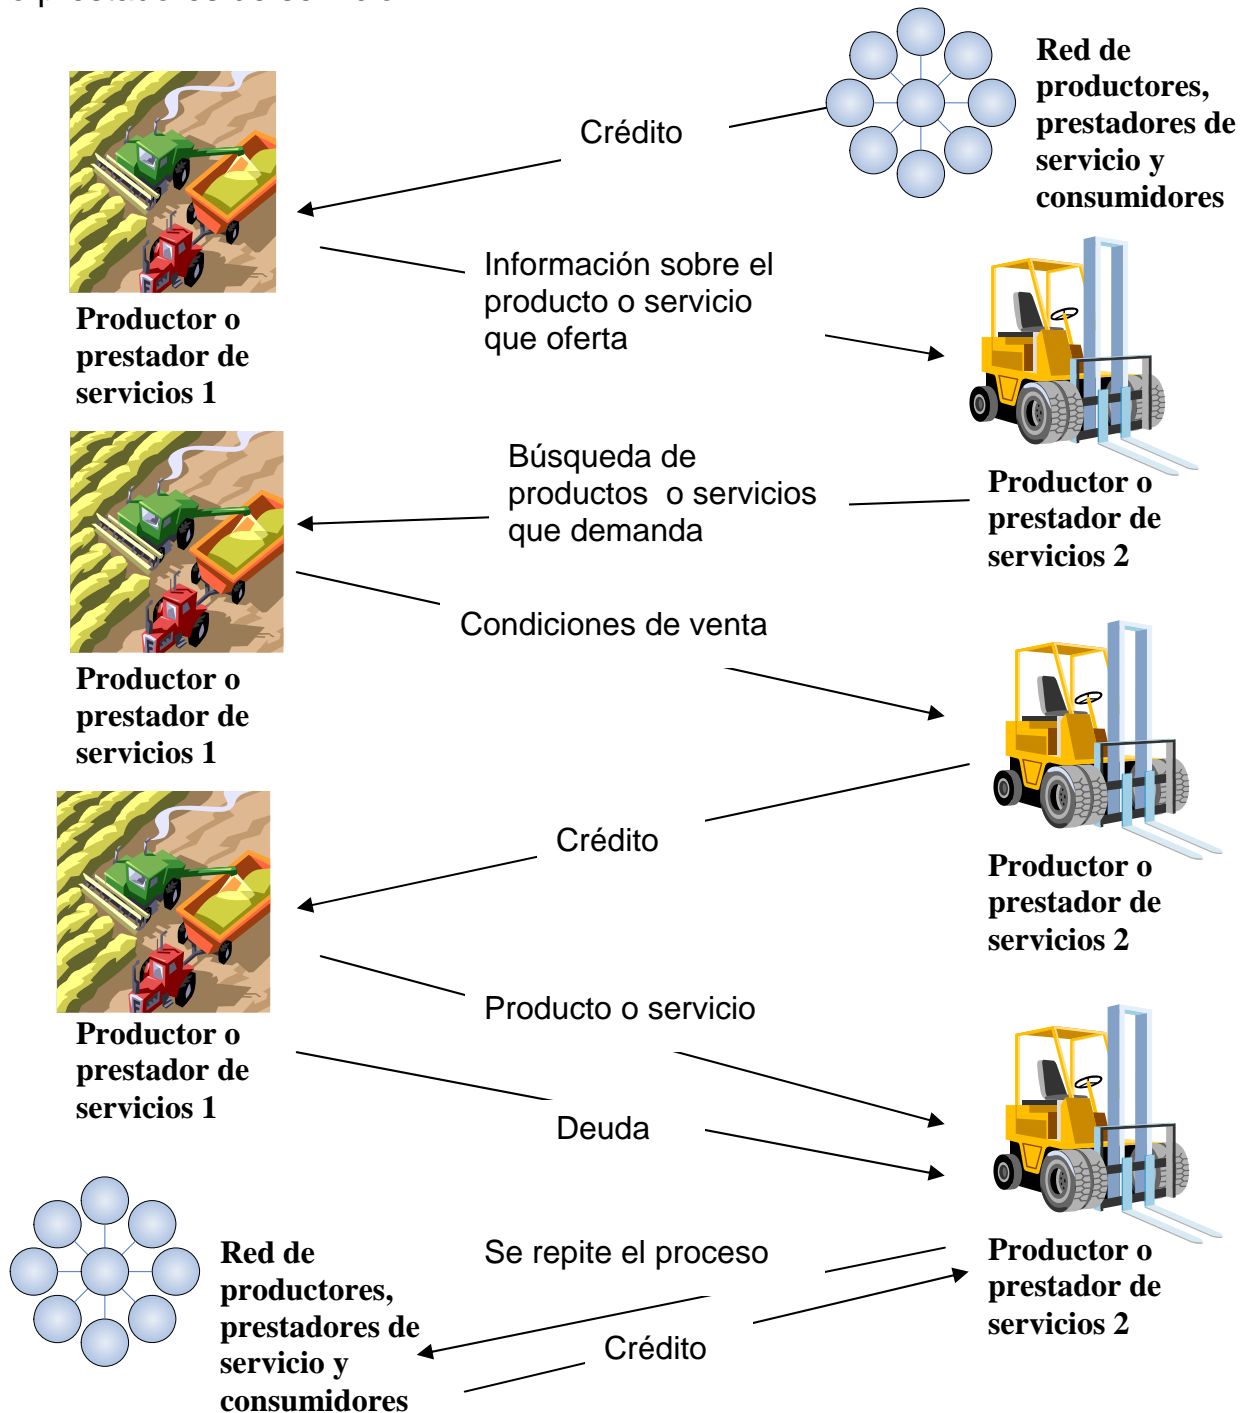 Red de
productores,
prestadores de
servicio y
consumidores
Crédito
Información sobre el
producto o servicio
que oferta
Productor o
prestador de
servicios 1
Búsqueda de
productos o servicios
que demanda
Productor o
prestador de
servicios 2
Condiciones de venta
Productor o
prestador de
servicios 1
Crédito
Productor o
prestador de
servicios 2
Producto o servicio
Productor o
prestador de
servicios 1
Deuda
Se repite el proceso
Productor o
prestador de
servicios 2
Red de
productores,
prestadores de
servicio y
consumidores
Crédito